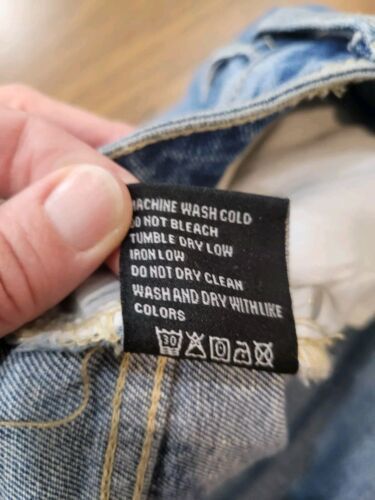 MACHINE WASH COLD
DO NOT BLEACH
TUMBLE DRY LOW
IRON LOW
DO NOT DRY CLEAN
WASH AND DRY WITH LIKE
COLORS
30